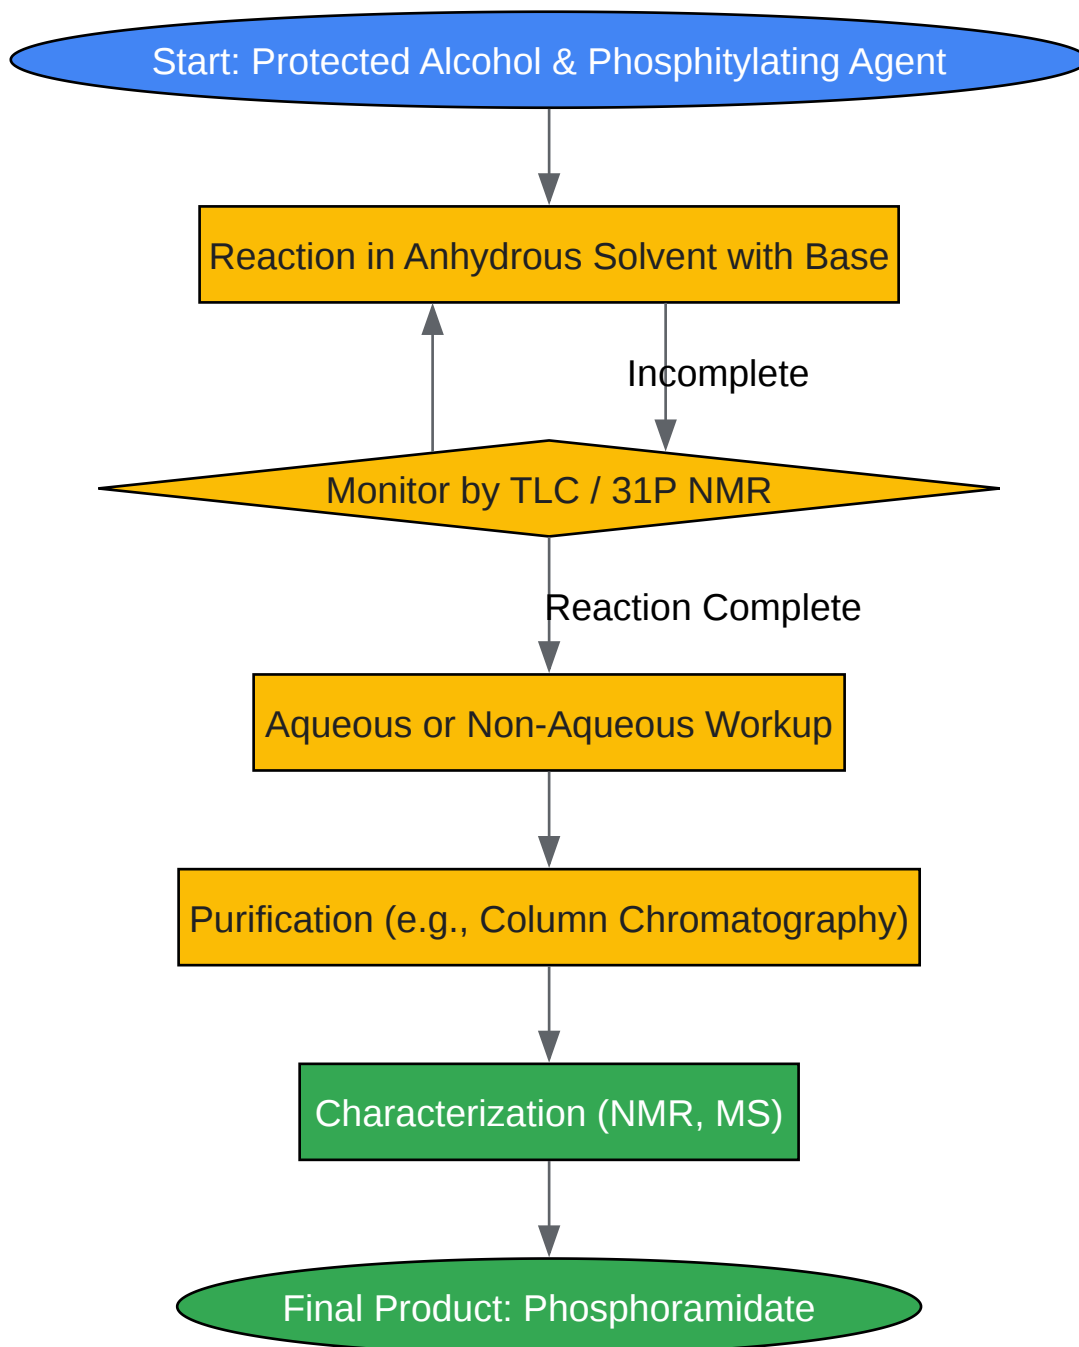 Start: Protected Alcohol & Phosphitylating Agent
Reaction in Anhydrous Solvent with Base
Incomplete
Monitor by TLC / 31P NMR
Reaction Complete
Aqueous or Non-Aqueous Workup
Purification (e.g., Column Chromatography)
Characterization (NMR, MS)
Final Product: Phosphoramidate